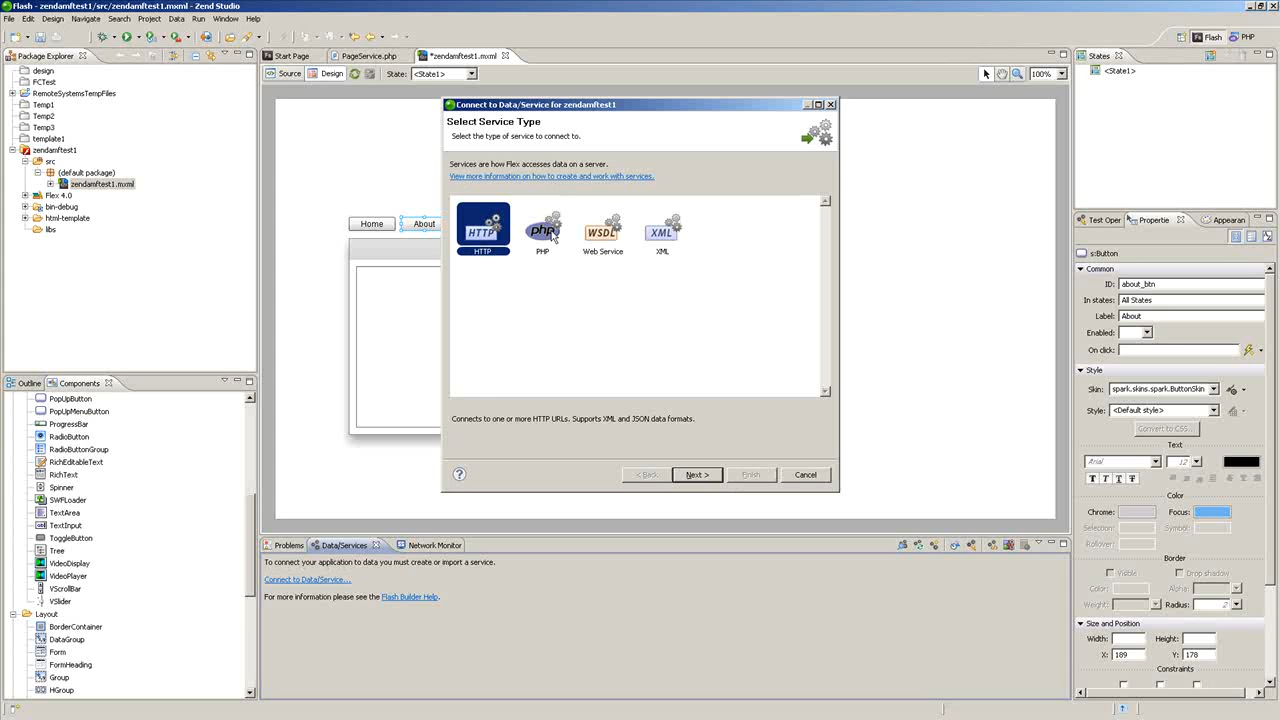 Flash - zendamftest1/src/zendamftest1.mxml - Zend Studio
File Edit Design Navigate Search Project Data Run Window Help
Flash PHP
Package Explorer
design
FCTest
RemoteSystemsTempFiles
Temp1
Temp2
Temp3
template1
zendamftest1
src
(default package)
zendamftest1.mxml
Flex 4.0
bin-debug
html-template
libs
Outline Components
PopUpButton
PopUpMenuButton
ProgressBar
RadioButton
RadioButtonGroup
RichEditableText
RichText
Spinner
SWFLoader
TextArea
TextInput
ToggleButton
Tree
VideoDisplay
VideoPlayer
VScrollBar
VSlider
Layout
BorderContainer
DataGroup
Form
FormHeading
Group
HGroup
Start Page PageService.php *zendamftest1.mxml
Source Design State: <State1> 100%
Home About
Connect to Data/Service for zendamftest1
Select Service Type
Select the type of service to connect to.
Services are how Flex accesses data on a server.
View more information on how to create and work with services.
HTTP php WSDL XML
HTTP PHP Web Service XML
Connects to one or more HTTP URLs. Supports XML and JSON data formats.
? < Back Next > Finish Cancel
Problems Data/Services Network Monitor
To connect your application to data you must create or import a service.
Connect to Data/Service...
For more information please see the Flash Builder Help.
States
<State1>
Test Oper Propertie Appearan
s:Button
Common
ID: about_btn
In states: All States
Label: About
Enabled:
On click:
Style
Skin: spark.skins.spark.ButtonSkin
Style: <Default style>
Convert to CSS...
Text
Arial 12
T T T T
Color
Chrome: Focus:
Selection: Symbol:
Rollover:
Border
Visible Drop shadow
Color: Alpha:
Weight: Radius: 2
Size and Position
Width: Height:
X: 189 Y: 178
Constraints